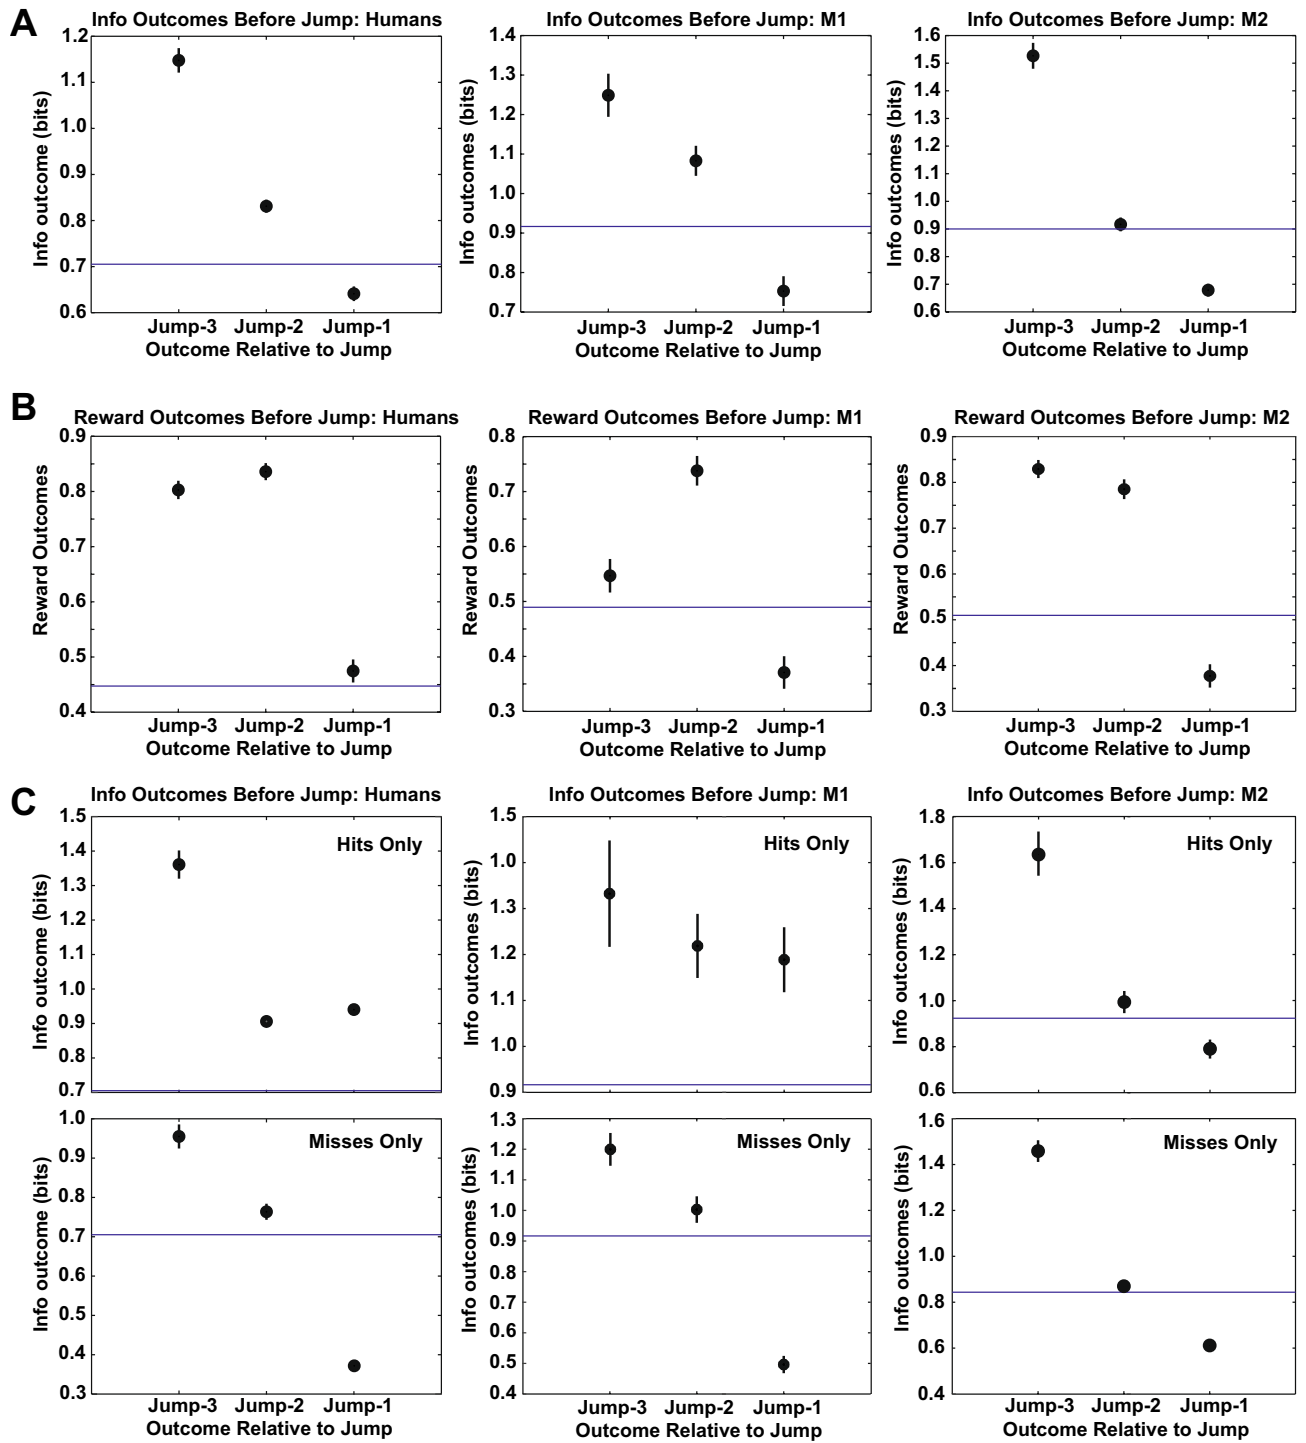 A
Info Outcomes Before Jump: Humans
Info outcome (bits)
1.2
1.1
1.0
0.9
0.8
0.7
0.6
Jump-3 Jump-2 Jump-1
Outcome Relative to Jump
Info Outcomes Before Jump: M1
Info outcomes (bits)
1.4
1.3
1.2
1.1
1.0
0.9
0.8
0.7
Jump-3 Jump-2 Jump-1
Outcome Relative to Jump
Info Outcomes Before Jump: M2
Info outcomes (bits)
1.6
1.5
1.4
1.3
1.2
1.1
1.0
0.9
0.8
0.7
0.6
Jump-3 Jump-2 Jump-1
Outcome Relative to Jump
B
Reward Outcomes Before Jump: Humans
Reward Outcomes
0.9
0.8
0.7
0.6
0.5
0.4
Jump-3 Jump-2 Jump-1
Outcome Relative to Jump
Reward Outcomes Before Jump: M1
Reward Outcomes
0.8
0.7
0.6
0.5
0.4
0.3
Jump-3 Jump-2 Jump-1
Outcome Relative to Jump
Reward Outcomes Before Jump: M2
Reward Outcomes
0.9
0.8
0.7
0.6
0.5
0.4
0.3
Jump-3 Jump-2 Jump-1
Outcome Relative to Jump
C
Info Outcomes Before Jump: Humans
Hits Only
Info outcome (bits)
1.5
1.4
1.3
1.2
1.1
1.0
0.9
0.8
0.7
Info Outcomes Before Jump: M1
Hits Only
Info outcomes (bits)
1.5
1.0
1.3
1.2
1.1
1.0
0.9
Info Outcomes Before Jump: M2
Hits Only
Info outcomes (bits)
1.8
1.6
1.4
1.2
1.0
0.8
0.6
Misses Only
Info outcome (bits)
1.0
0.9
0.8
0.7
0.6
0.5
0.4
0.3
Jump-3 Jump-2 Jump-1
Outcome Relative to Jump
Misses Only
Info outcomes (bits)
1.3
1.2
1.1
1.0
0.9
0.8
0.7
0.6
0.5
0.4
Jump-3 Jump-2 Jump-1
Outcome Relative to Jump
Misses Only
Info outcomes (bits)
1.6
1.4
1.2
1.0
0.8
0.6
0.4
Jump-3 Jump-2 Jump-1
Outcome Relative to Jump